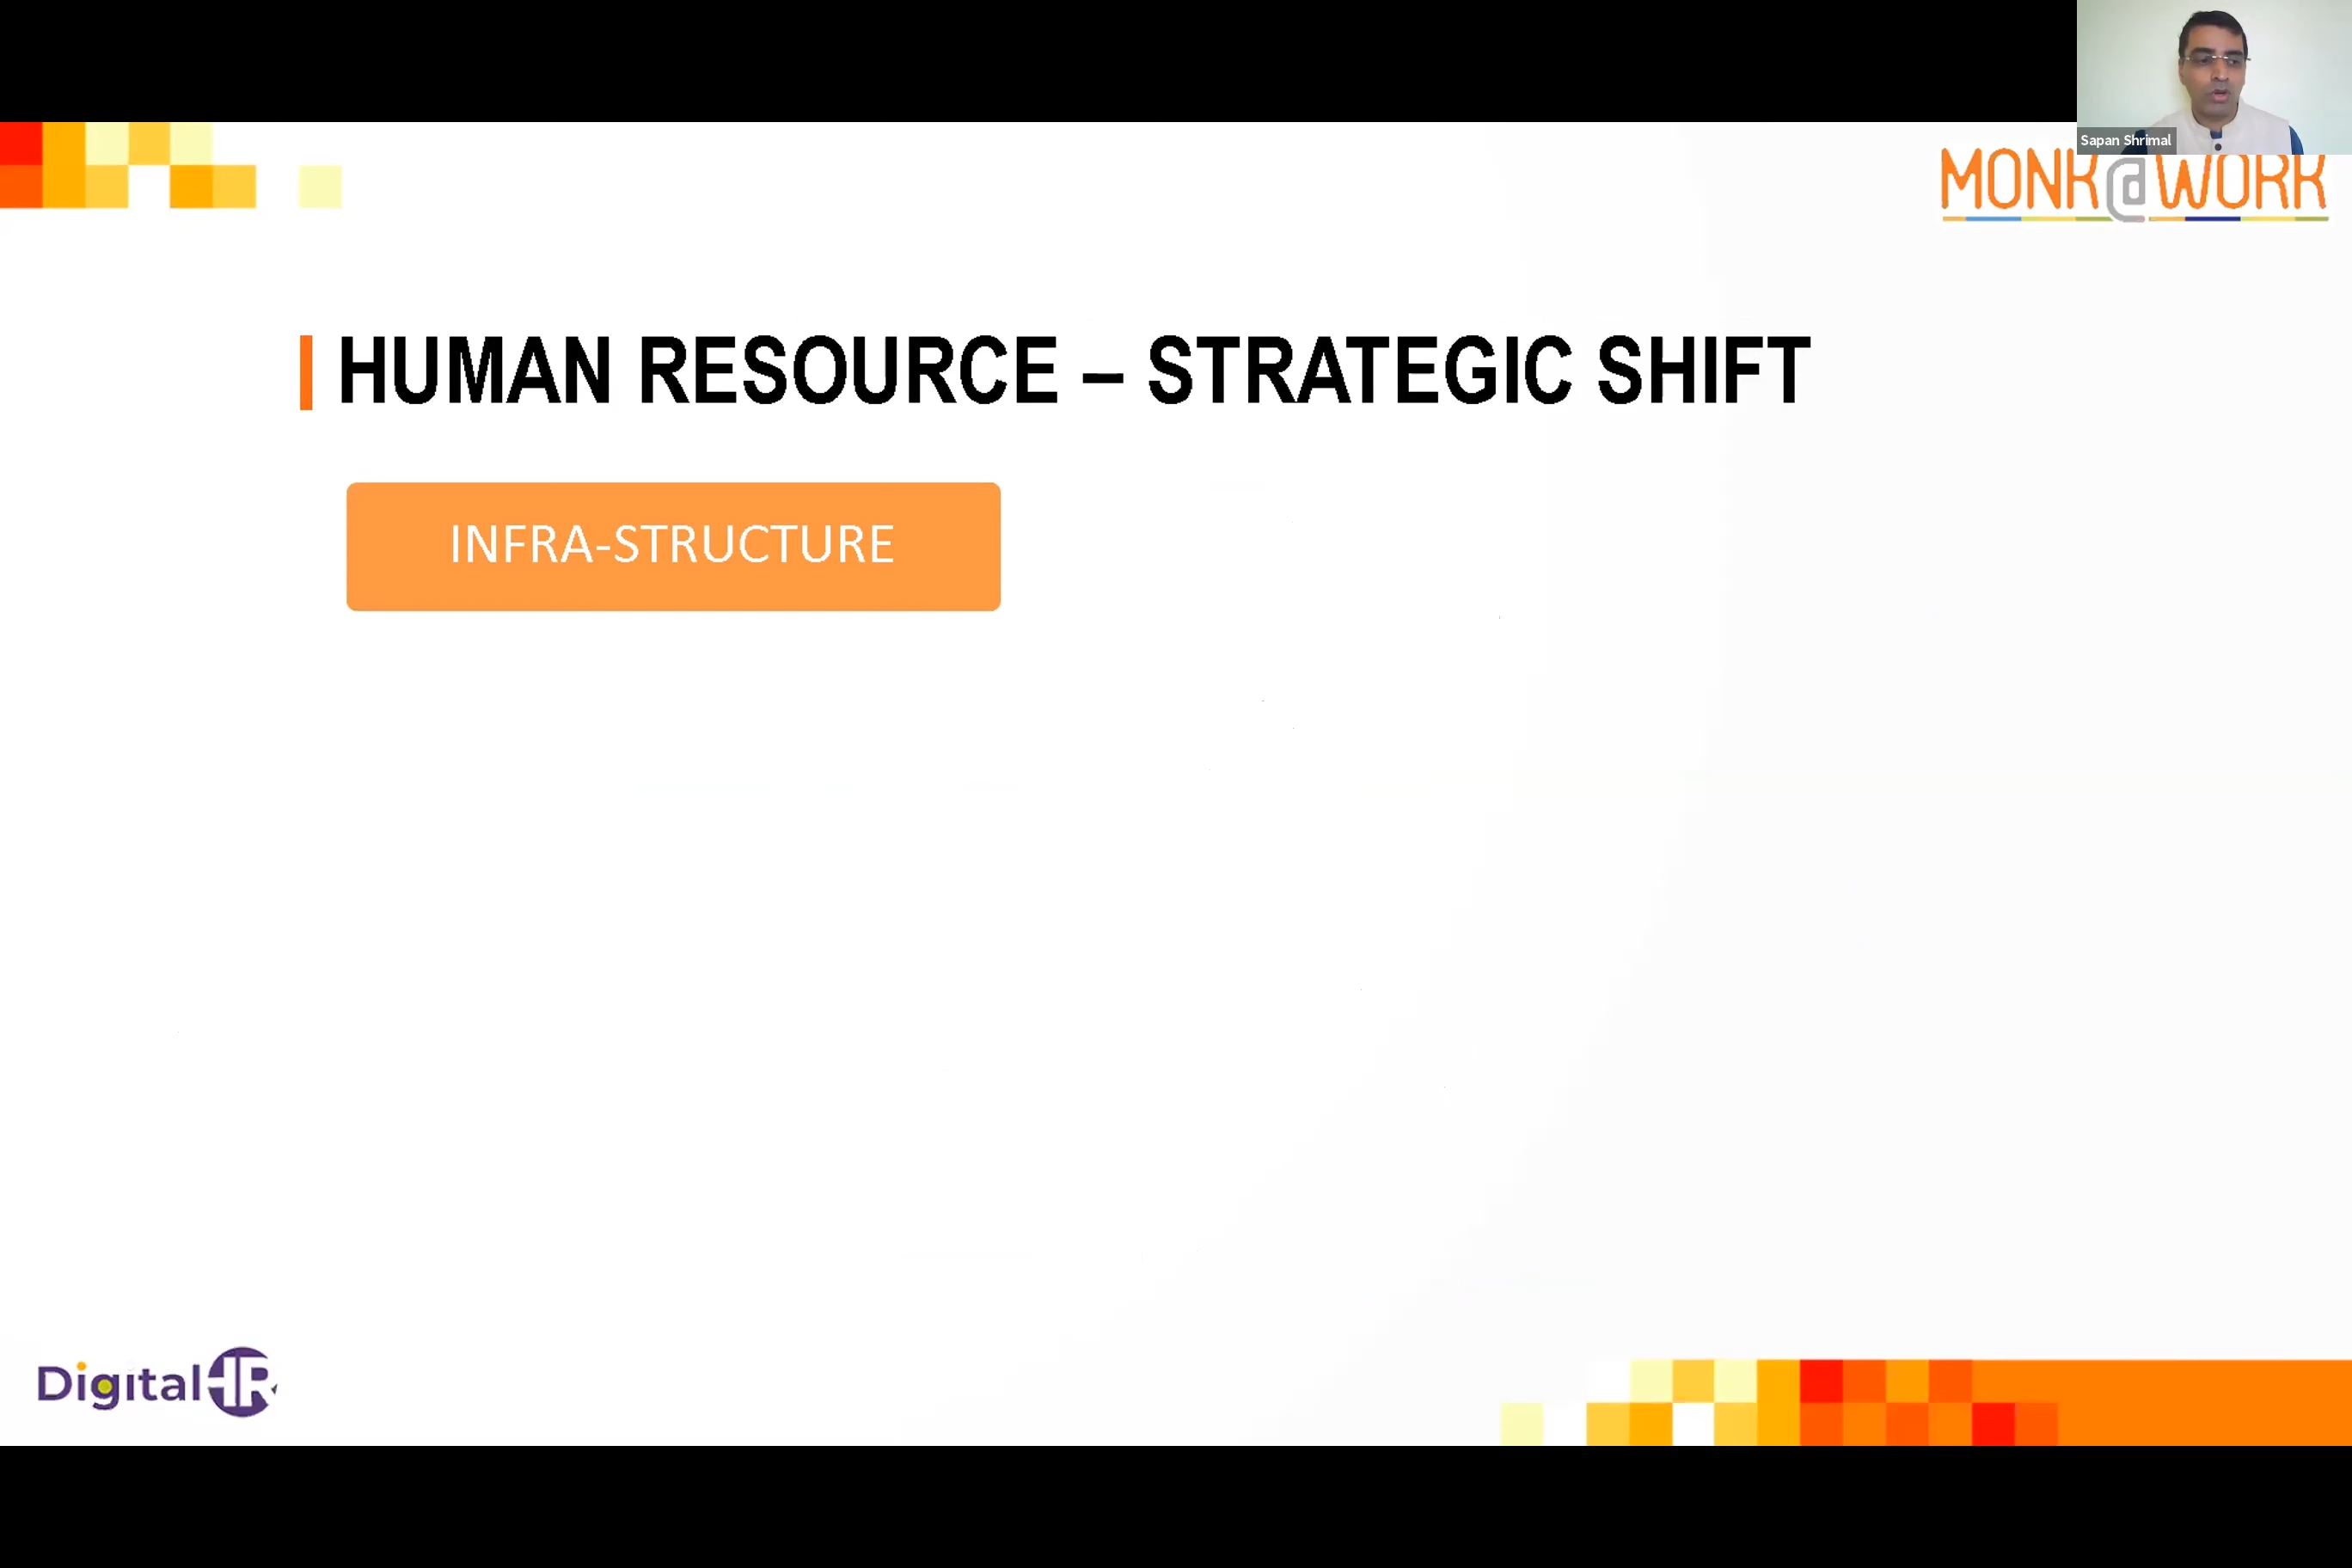 Sapan Shrimal
MONK@WORK
HUMAN RESOURCE – STRATEGIC SHIFT
INFRA-STRUCTURE
DigitalHR